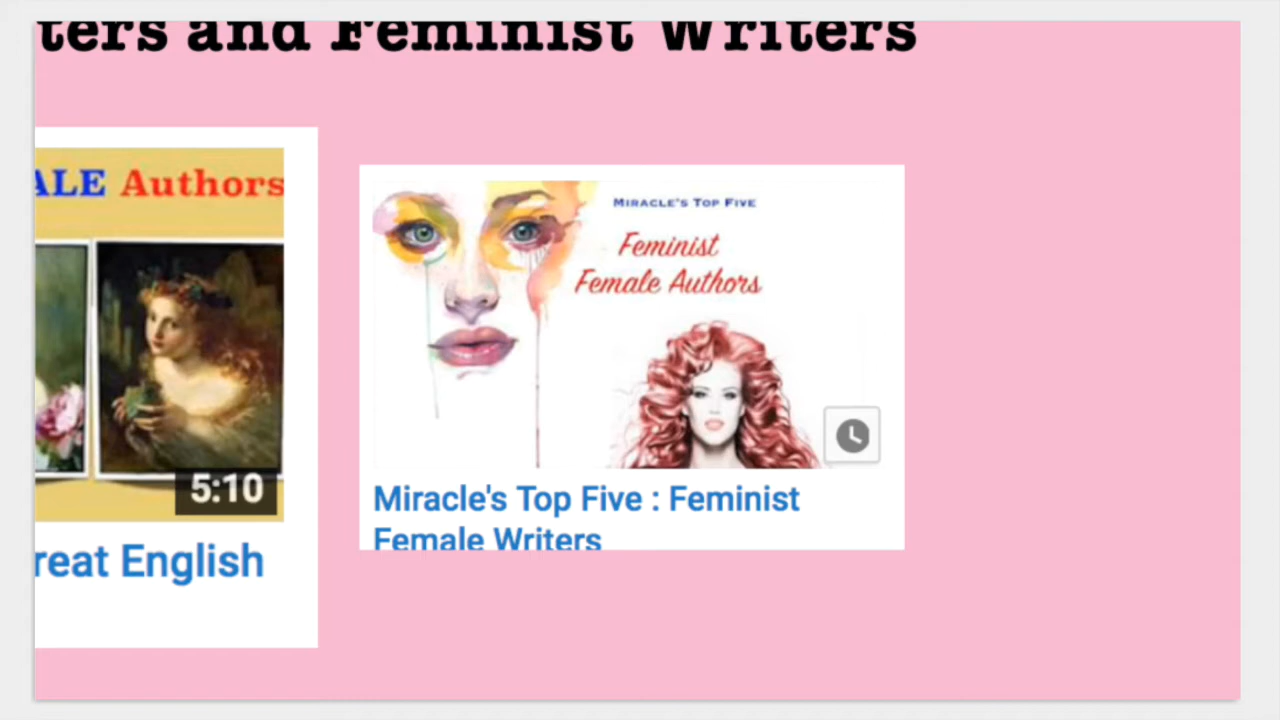 ters and Feminist Writers
ALE Authors
5:10
reat English
MIRACLE'S TOP FIVE
Feminist
Female Authors
Miracle's Top Five : Feminist
Female Writers